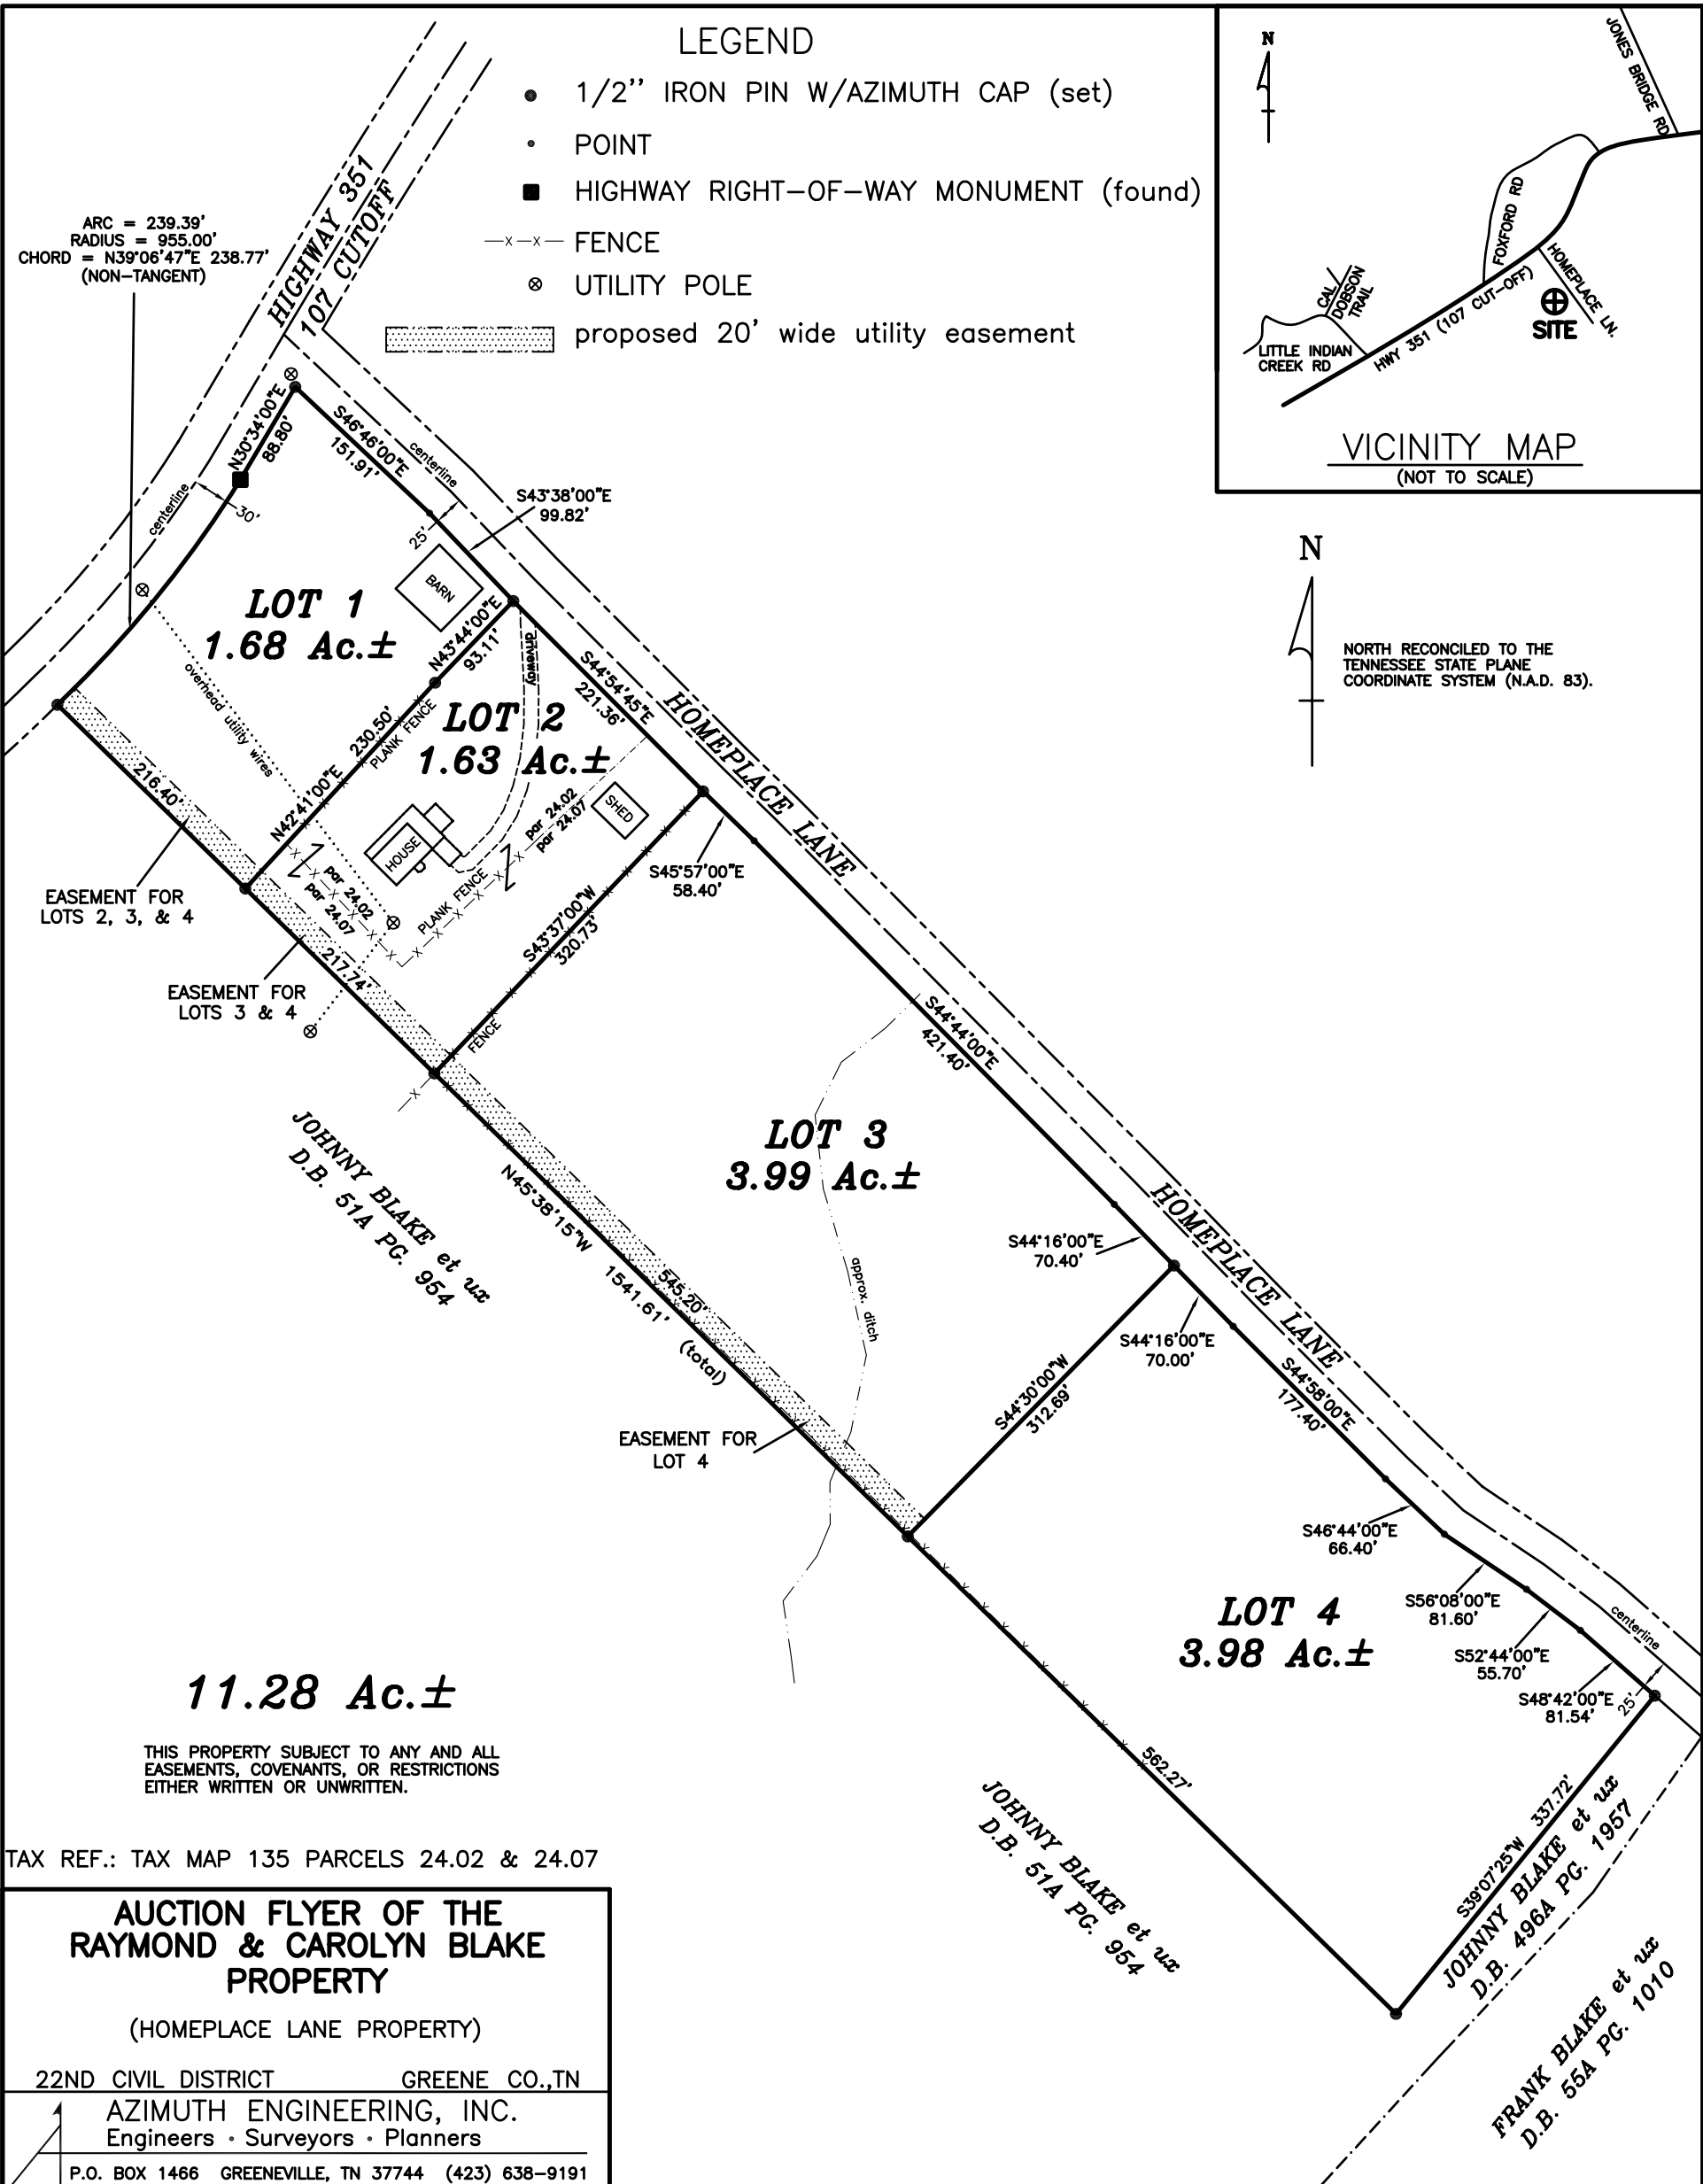 LEGEND
1/2'' IRON PIN W/AZIMUTH CAP (set)
POINT
HIGHWAY RIGHT-OF-WAY MONUMENT (found)
—x—x— FENCE
UTILITY POLE
proposed 20' wide utility easement
N
JONES BRIDGE RD
FOXFORD RD
HOMEPLACE LN.
CAL
DOBSON
TRAIL
SITE
LITTLE INDIAN
CREEK RD
HWY 351 (107 CUT-OFF)
VICINITY MAP
(NOT TO SCALE)
N
NORTH RECONCILED TO THE
TENNESSEE STATE PLANE
COORDINATE SYSTEM (N.A.D. 83).
ARC = 239.39'
RADIUS = 955.00'
CHORD = N39°06'47"E 238.77'
(NON-TANGENT)
HIGHWAY 351
107 CUTOFF
N30°34'00"E
88.80'
S46°46'00"E
151.91'
centerline
centerline
30'
25'
S43°38'00"E
99.82'
BARN
LOT 1
1.68 Ac.±
N43°44'00"E
93.11'
driveway
S44°54'45"E
221.36'
HOMEPLACE LANE
overhead utility wires
230.50'
PLANK FENCE
N42°41'00"E
LOT 2
1.63 Ac.±
216.40'
SHED
par 24.02
par 24.07
HOUSE
PLANK FENCE
par 24.02
par 24.07
S45°57'00"E
58.40'
EASEMENT FOR
LOTS 2, 3, & 4
S43°37'00"W
320.73'
217.74'
EASEMENT FOR
LOTS 3 & 4
FENCE
S44°44'00"E
421.40'
JOHNNY BLAKE et ux
D.B. 51A PG. 954
LOT 3
3.99 Ac.±
N45°38'15"W
1541.61' (total)
545.20'
approx. ditch
S44°16'00"E
70.40'
HOMEPLACE LANE
S44°16'00"E
70.00'
S44°30'00"W
312.69'
S44°58'00"E
177.40'
EASEMENT FOR
LOT 4
S46°44'00"E
66.40'
S56°08'00"E
81.60'
S52°44'00"E
55.70'
S48°42'00"E
81.54'
centerline
25'
LOT 4
3.98 Ac.±
562.27'
S39°07'25"W 337.72'
JOHNNY BLAKE et ux
D.B. 51A PG. 954
JOHNNY BLAKE et ux
D.B. 496A PG. 1957
FRANK BLAKE et ux
D.B. 55A PG. 1010
11.28 Ac.±
THIS PROPERTY SUBJECT TO ANY AND ALL
EASEMENTS, COVENANTS, OR RESTRICTIONS
EITHER WRITTEN OR UNWRITTEN.
TAX REF.: TAX MAP 135 PARCELS 24.02 & 24.07
AUCTION FLYER OF THE
RAYMOND & CAROLYN BLAKE
PROPERTY
(HOMEPLACE LANE PROPERTY)
22ND CIVIL DISTRICT GREENE CO.,TN
AZIMUTH ENGINEERING, INC.
Engineers • Surveyors • Planners
P.O. BOX 1466 GREENEVILLE, TN 37744 (423) 638-9191